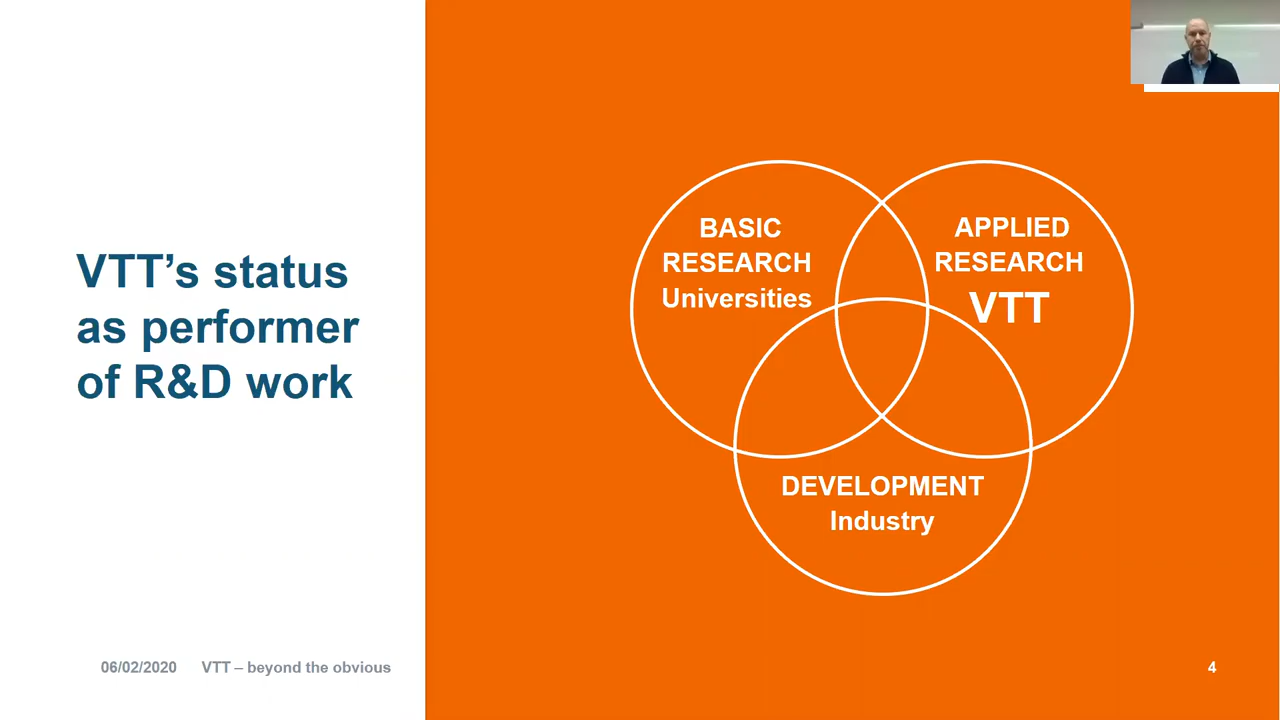 VTT’s status
as performer
of R&D work
BASIC
RESEARCH
Universities
APPLIED
RESEARCH
VTT
DEVELOPMENT
Industry
06/02/2020 VTT – beyond the obvious
4